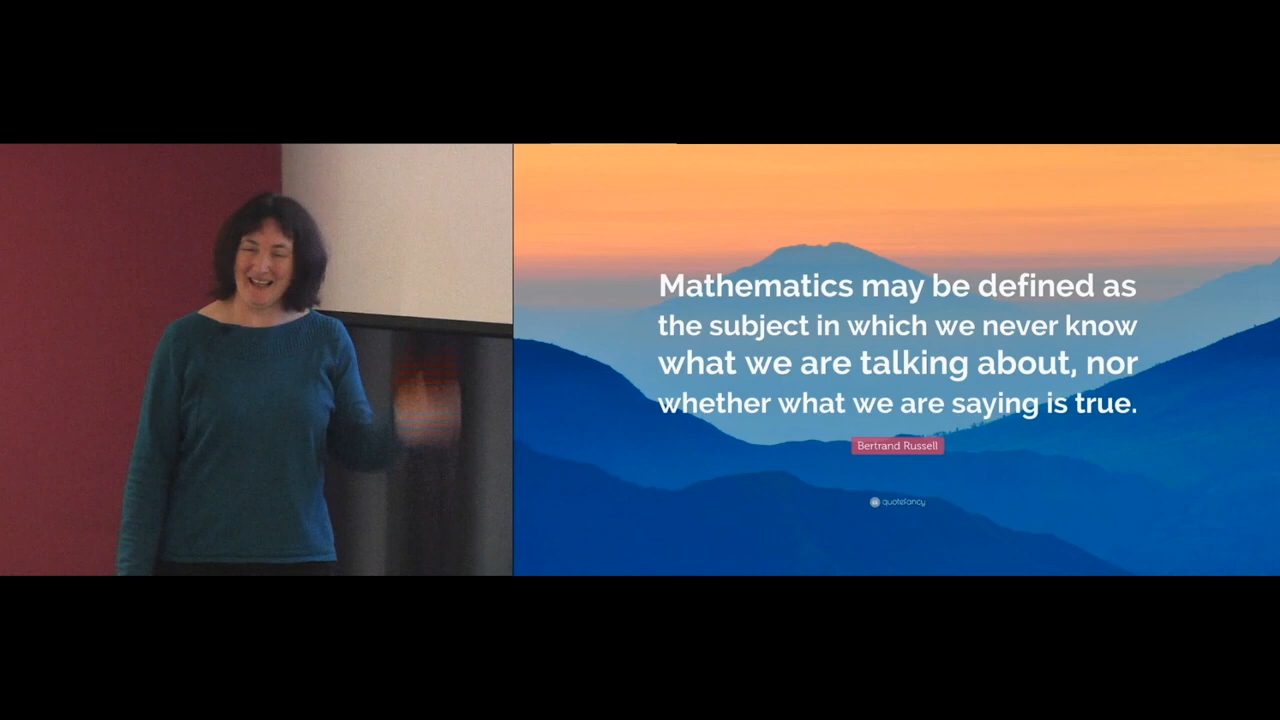 Mathematics may be defined as
the subject in which we never know
what we are talking about, nor
whether what we are saying is true.
Bertrand Russell
quotefancy